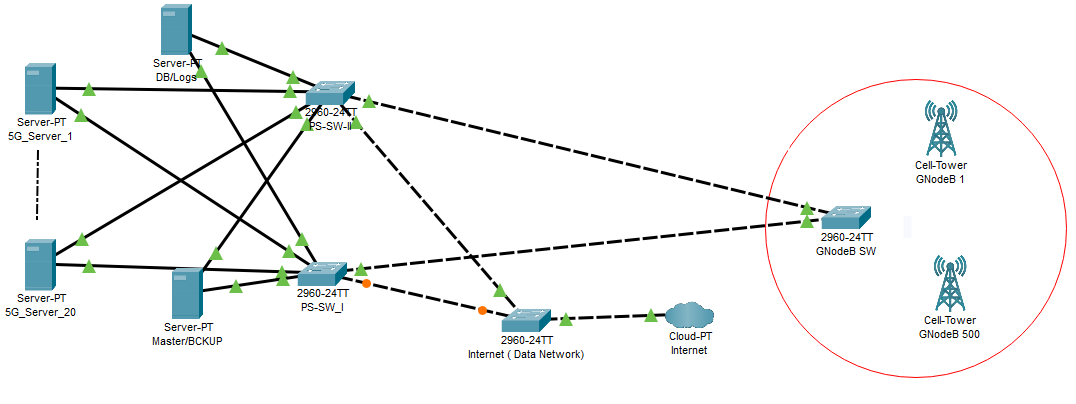 Server-PT
DB/Logs
Server-PT
5G_Server_1
2960-24TT
PS-SW-II
Cell-Tower
GNodeB 1
2960-24TT
GNodeB SW
Server-PT
5G_Server_20
2960-24TT
PS-SW_I
Server-PT
Master/BCKUP
2960-24TT
Internet ( Data Network)
Cloud-PT
Internet
Cell-Tower
GNodeB 500